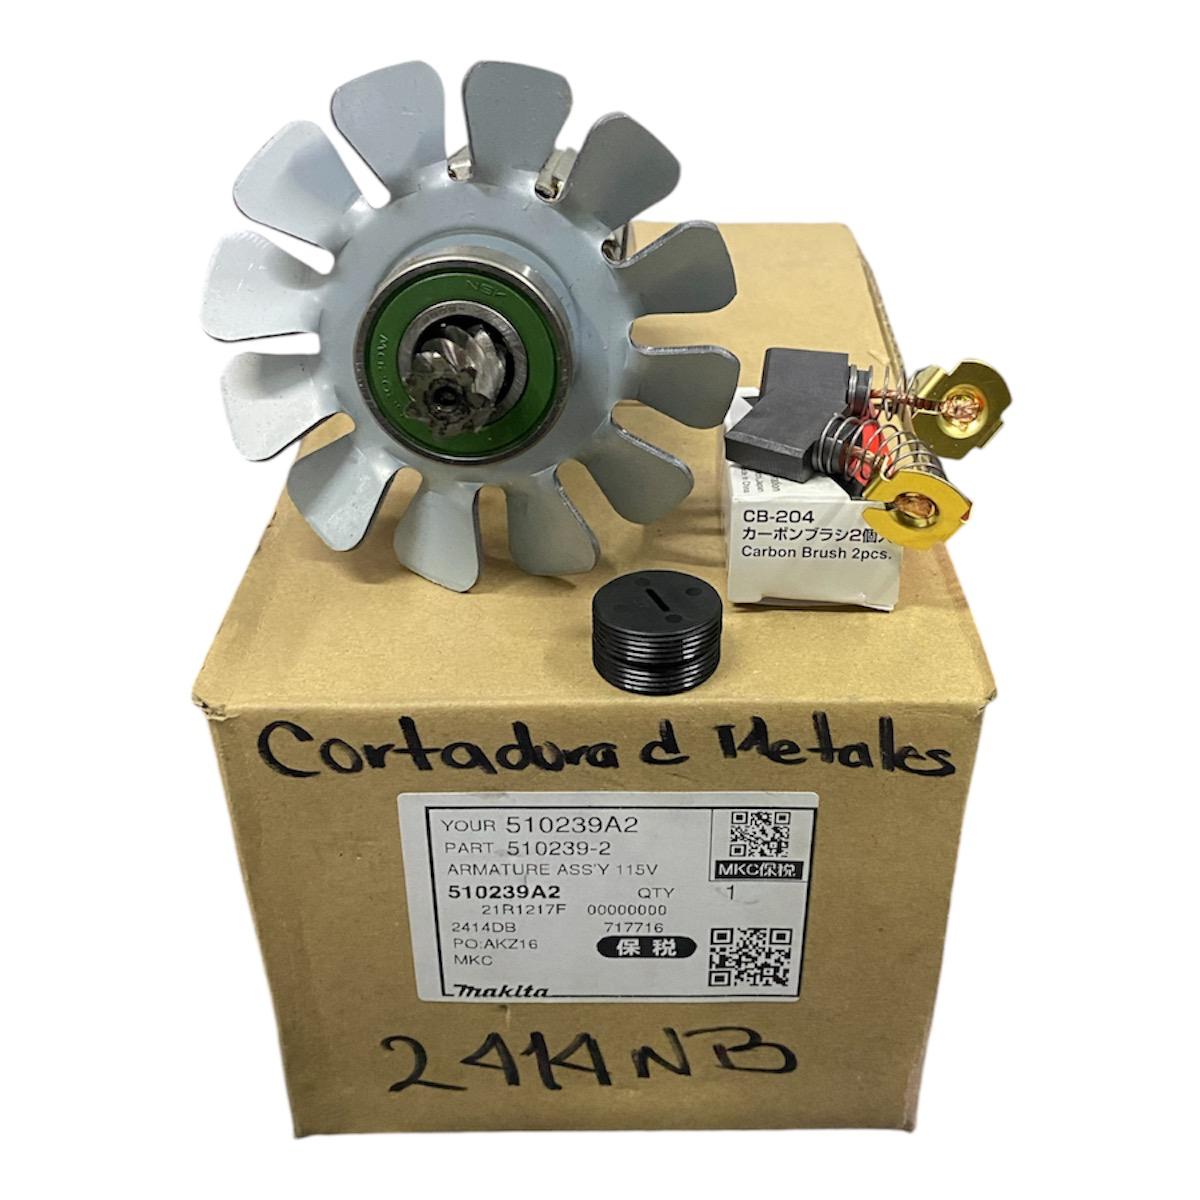 NSK
CB-204
カーボンブラシ2個入
Carbon Brush 2pcs.
Cortadora d Metales
YOUR 510239A2
PART. 510239-2
ARMATURE ASS'Y 115V
MKC保税
510239A2 QTY 1
21R1217F 00000000
2414DB 717716
PO:AKZ16 保税
MKC
makita
2414NB